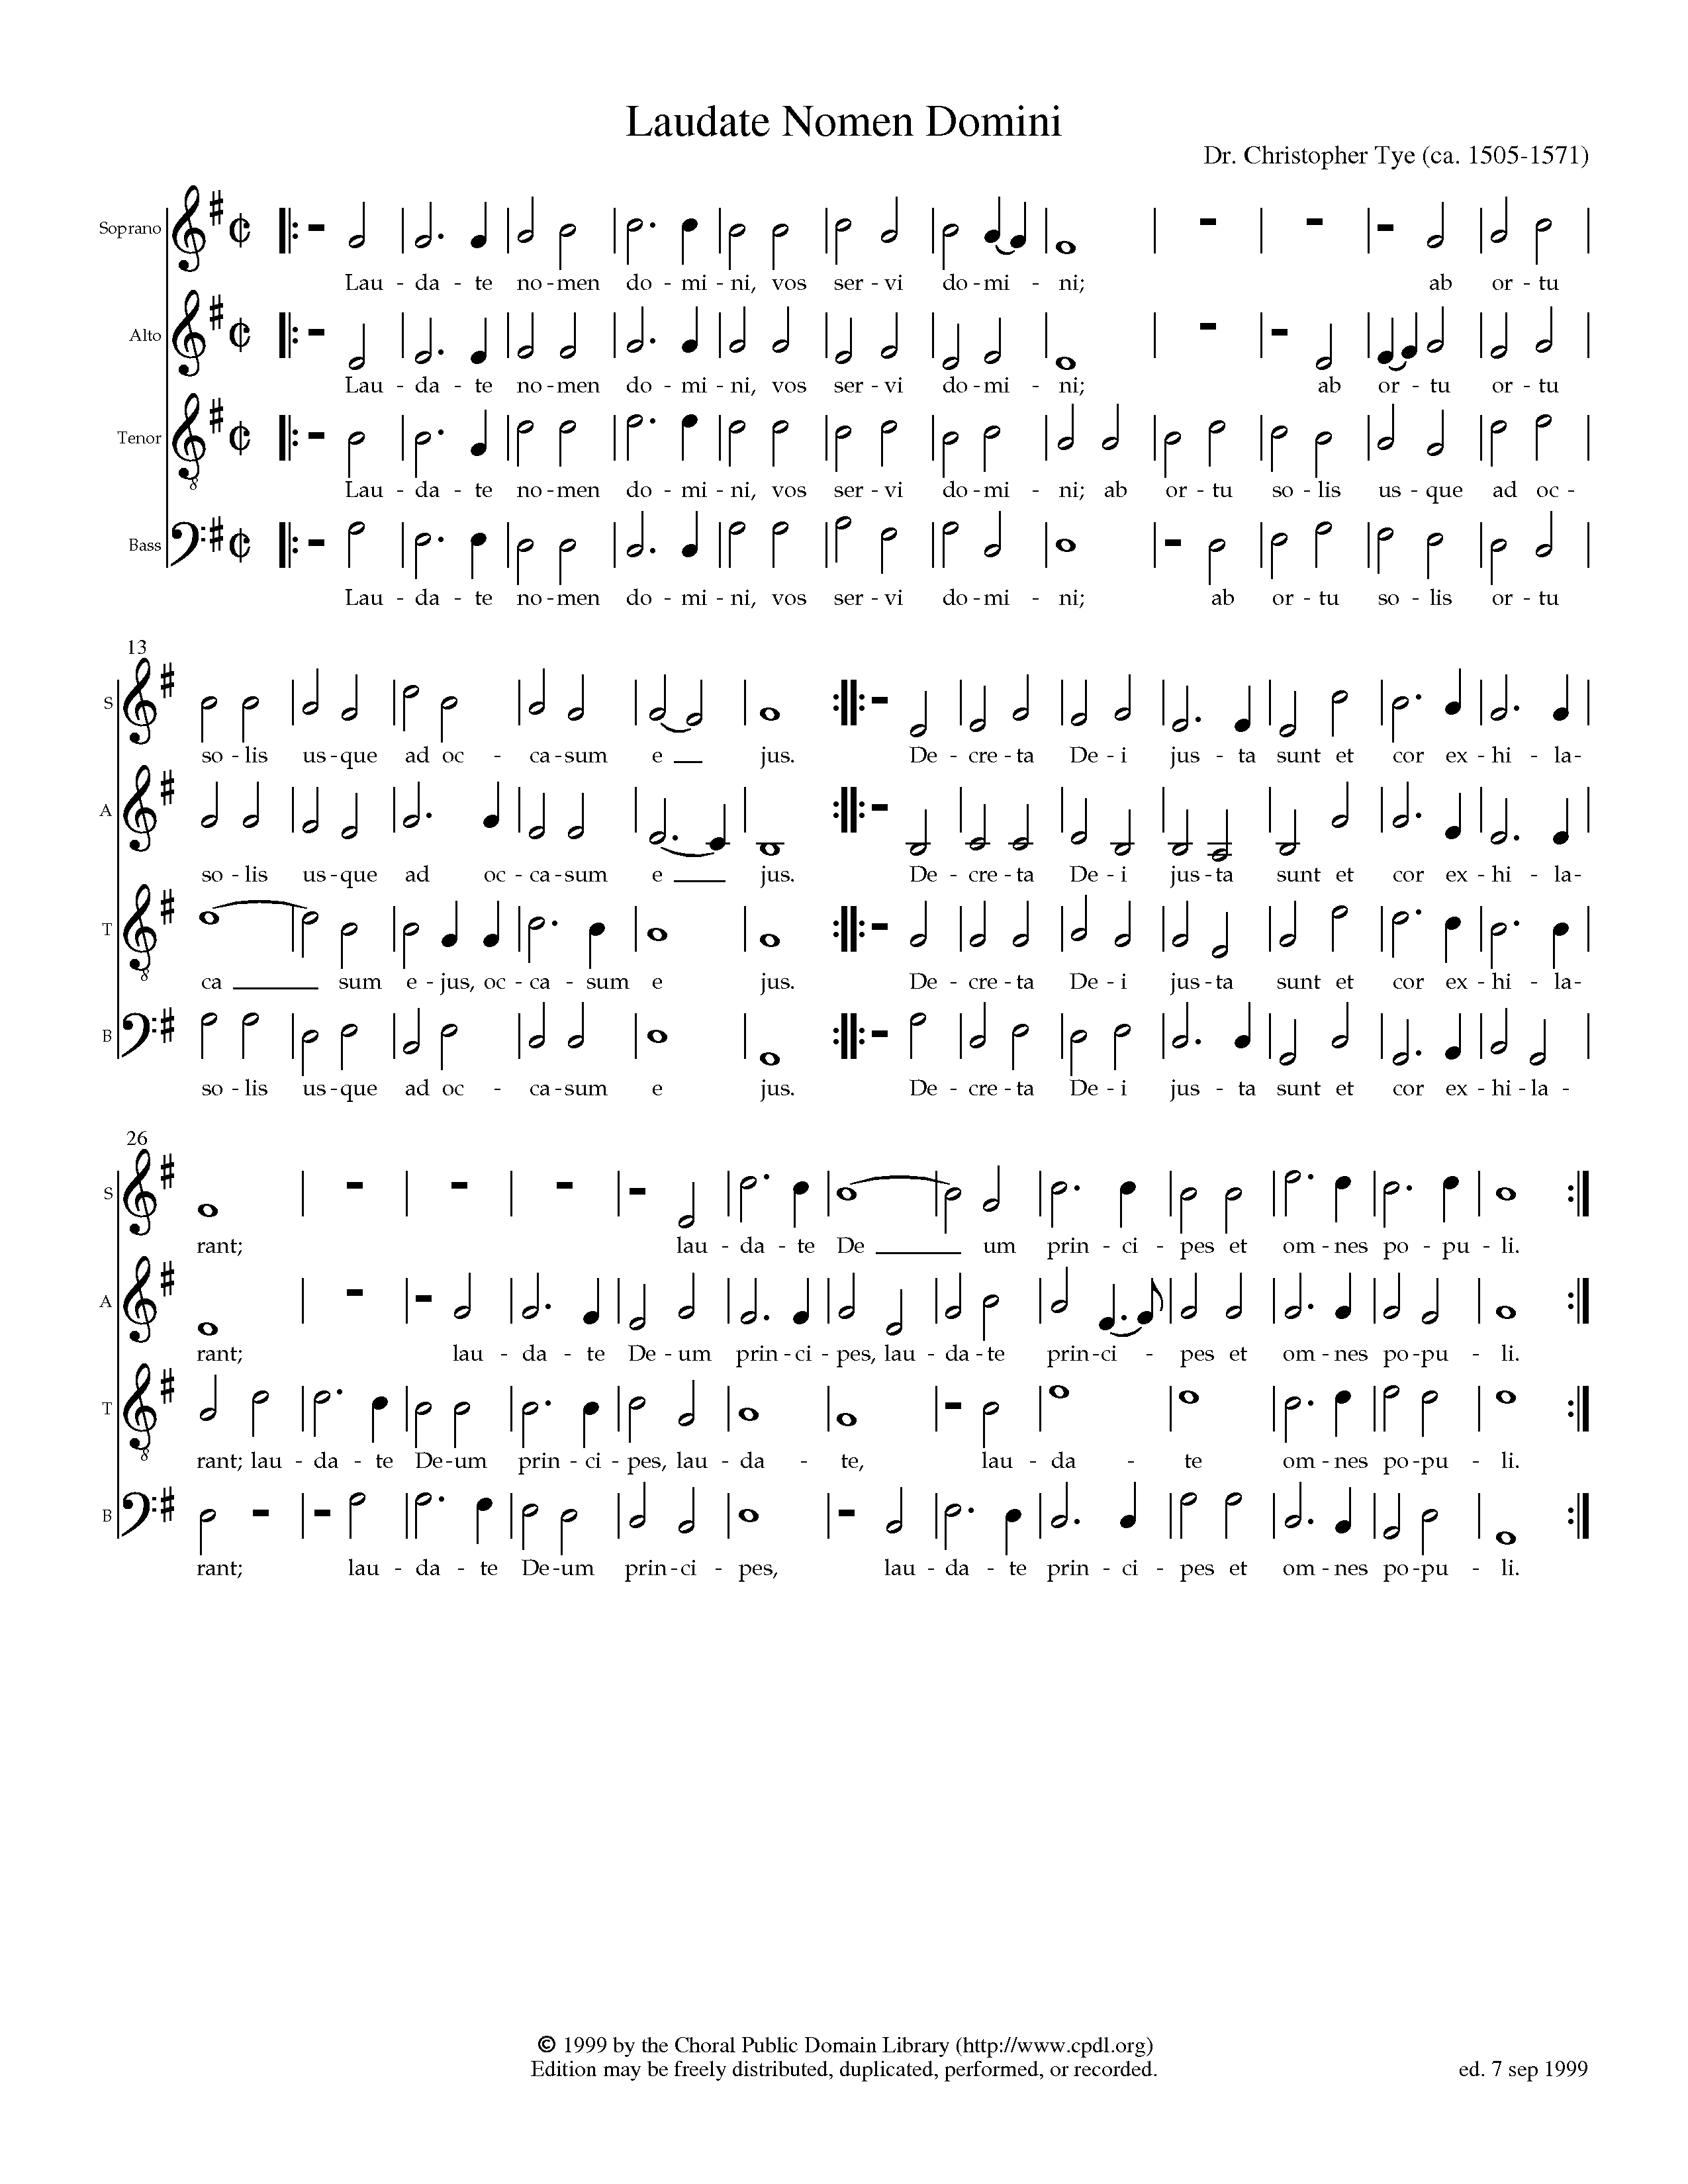 Laudate Nomen Domini
Dr. Christopher Tye (ca. 1505-1571)
Soprano
Lau - da - te no - men do - mi - ni, vos ser - vi do - mi - ni; ab or - tu
Alto
Lau - da - te no - men do - mi - ni, vos ser - vi do - mi - ni; ab or - tu or - tu
Tenor
8
Lau - da - te no - men do - mi - ni, vos ser - vi do - mi - ni; ab or - tu so - lis us - que ad oc -
Bass
Lau - da - te no - men do - mi - ni, vos ser - vi do - mi - ni; ab or - tu so - lis or - tu
13
S
so - lis us - que ad oc - ca - sum e jus. De - cre - ta De - i jus - ta sunt et cor ex - hi - la-
A
so - lis us - que ad oc - ca - sum e jus. De - cre - ta De - i jus - ta sunt et cor ex - hi - la-
T
8
ca sum e - jus, oc - ca - sum e jus. De - cre - ta De - i jus - ta sunt et cor ex - hi - la-
B
so - lis us - que ad oc - ca - sum e jus. De - cre - ta De - i jus - ta sunt et cor ex - hi - la -
26
S
rant; lau - da - te De um prin - ci - pes et om - nes po - pu - li.
A
rant; lau - da - te De - um prin - ci - pes, lau - da - te prin - ci - pes et om - nes po - pu - li.
T
8
rant; lau - da - te De - um prin - ci - pes, lau - da - te, lau - da - te om - nes po - pu - li.
B
rant; lau - da - te De - um prin - ci - pes, lau - da - te prin - ci - pes et om - nes po - pu - li.
© 1999 by the Choral Public Domain Library (http://www.cpdl.org)
Edition may be freely distributed, duplicated, performed, or recorded.
ed. 7 sep 1999